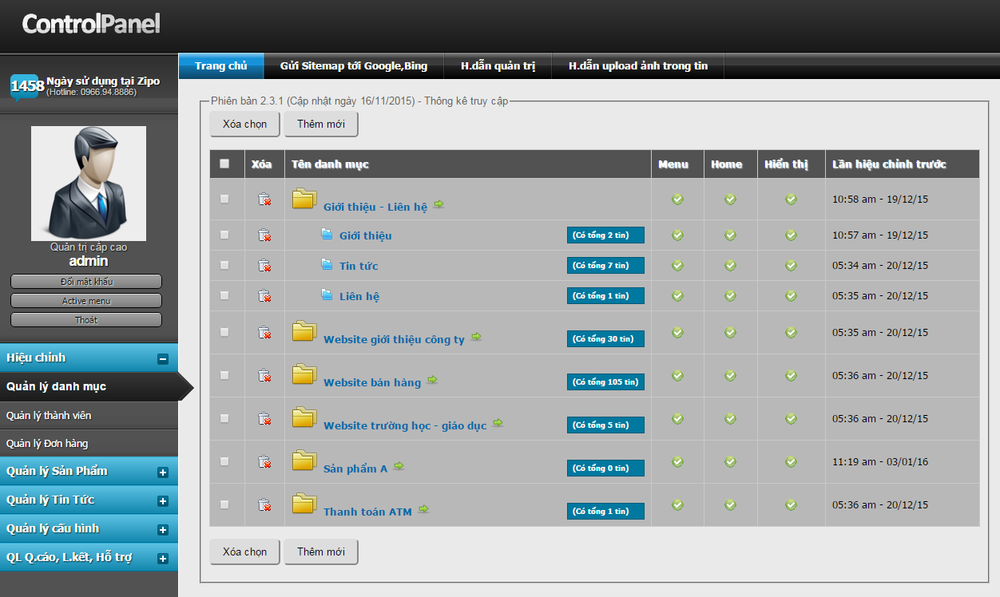 ControlPanel
1458 Ngày sử dụng tại Zipo
(Hotline: 0966.94.8886)
Quản trị cấp cao
admin
Đổi mật khẩu
Active menu
Thoát
Hiệu chỉnh
Quản lý danh mục
Quản lý thành viên
Quản lý Đơn hàng
Quản lý Sản Phẩm
Quản lý Tin Tức
Quản lý cấu hình
QL Q.cáo, L.kết, Hỗ trợ
Trang chủ Gửi Sitemap tới Google,Bing H.dẫn quản trị H.dẫn upload ảnh trong tin
Phiên bản 2.3.1 (Cập nhật ngày 16/11/2015) - Thống kê truy cập
Xóa chọn Thêm mới
Xóa Tên danh mục Menu Home Hiển thị Lần hiệu chỉnh trước
Giới thiệu - Liên hệ 10:58 am - 19/12/15
Giới thiệu (Có tổng 2 tin) 10:57 am - 19/12/15
Tin tức (Có tổng 7 tin) 05:34 am - 20/12/15
Liên hệ (Có tổng 1 tin) 05:35 am - 20/12/15
Website giới thiệu công ty (Có tổng 30 tin) 05:35 am - 20/12/15
Website bán hàng (Có tổng 105 tin) 05:36 am - 20/12/15
Website trường học - giáo dục (Có tổng 5 tin) 05:36 am - 20/12/15
Sản phẩm A (Có tổng 0 tin) 11:19 am - 03/01/16
Thanh toán ATM (Có tổng 1 tin) 05:36 am - 20/12/15
Xóa chọn Thêm mới